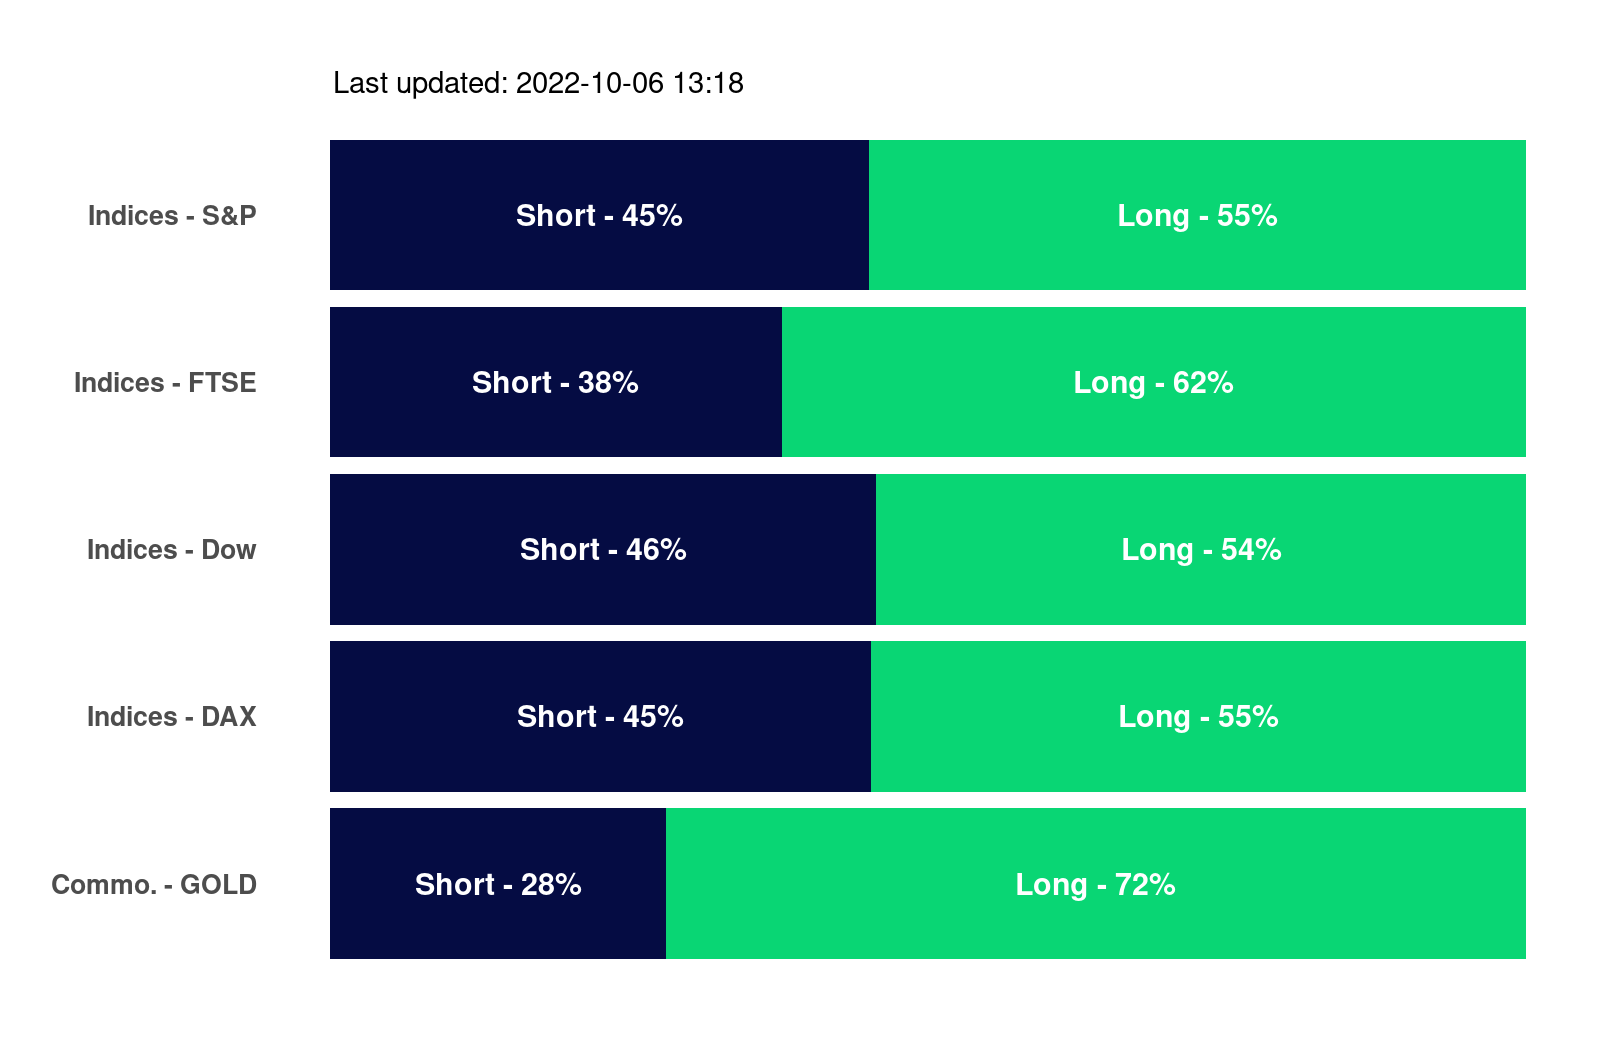 Last updated: 2022-10-06 13:18
Indices - S&P Short - 45% Long - 55%
Indices - FTSE Short - 38% Long - 62%
Indices - Dow Short - 46% Long - 54%
Indices - DAX Short - 45% Long - 55%
Commo. - GOLD Short - 28% Long - 72%